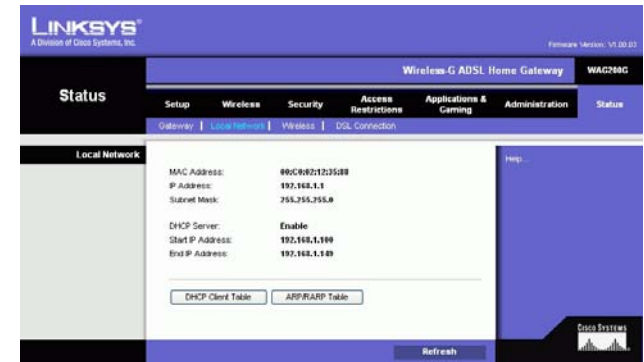 LINKSYS®
A Division of Cisco Systems, Inc.
Firmware Version: V1.00.03
Wireless-G ADSL Home Gateway WAG200G
Status
Setup Wireless Security Access Restrictions Applications & Gaming Administration Status
Gateway | Local Network | Wireless | DSL Connection
Local Network
MAC Address: 00:C0:02:12:35:88
IP Address: 192.168.1.1
Subnet Mask: 255.255.255.0
DHCP Server: Enable
Start IP Address: 192.168.1.100
End IP Address: 192.168.1.149
DHCP Client Table ARP/RARP Table
Help...
Refresh
CISCO SYSTEMS